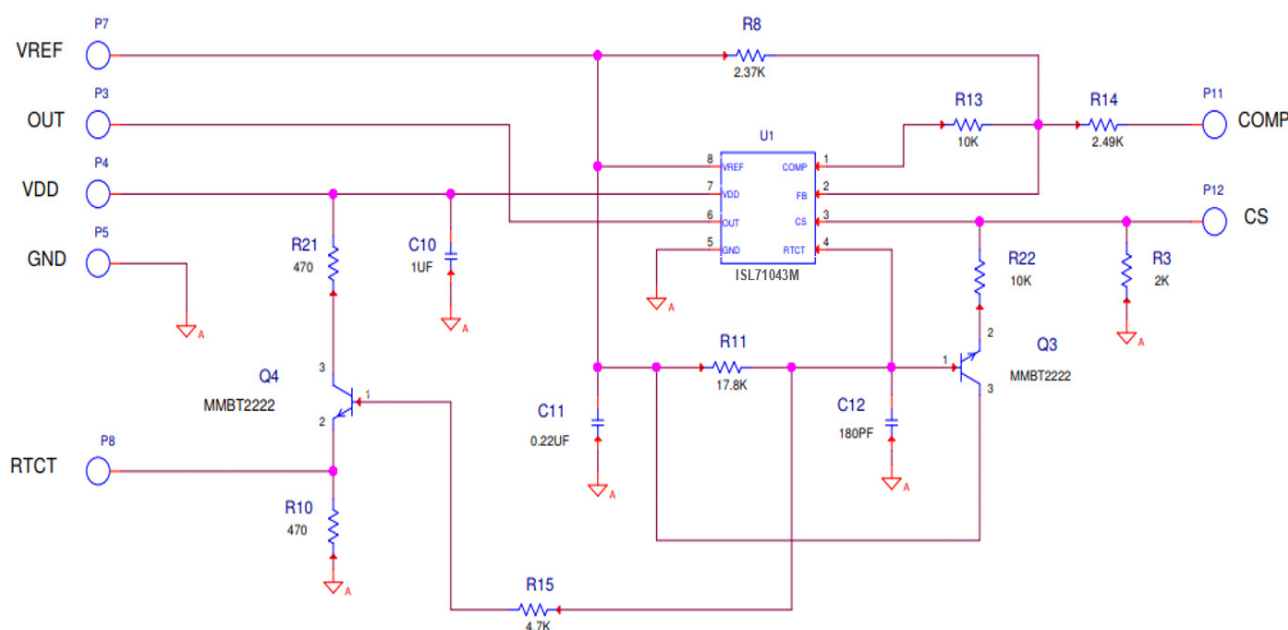 P7
VREF
R8
2.37K
P3
OUT
R13
10K
R14
2.49K
P11
COMP
U1
P4
VDD
8
VREF
COMP
1
7
VDD
FB
2
6
OUT
CS
3
5
GND
RTCT
4
ISL71043M
P12
CS
P5
GND
A
R21
470
C10
1UF
A
A
R22
10K
R3
2K
A
R11
17.8K
2
1
3
Q3
MMBT2222
3
Q4
1
MMBT2222
2
C11
0.22UF
A
C12
180PF
A
P8
RTCT
R10
470
A
R15
4.7K